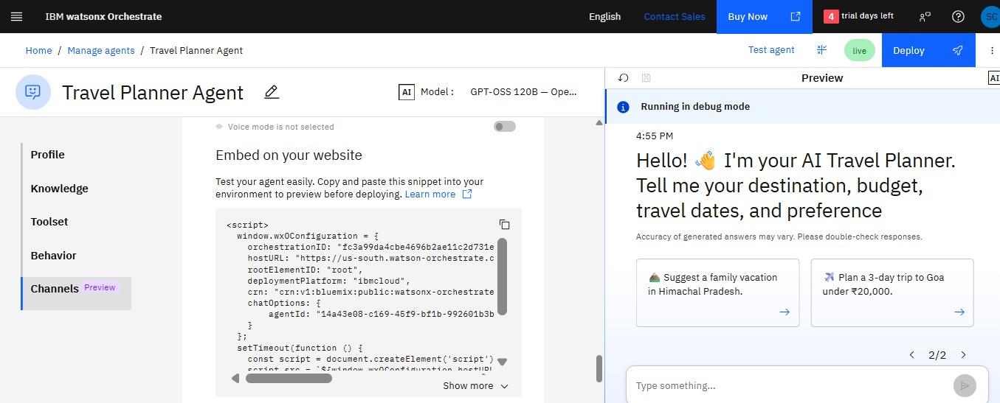 IBM watsonx Orchestrate
English
Contact Sales
Buy Now
4 trial days left
SC
Home / Manage agents / Travel Planner Agent
Test agent
live
Deploy
Travel Planner Agent
AI Model : GPT-OSS 120B — Ope...
Profile
Knowledge
Toolset
Behavior
Channels Preview
Voice mode is not selected
Embed on your website
Test your agent easily. Copy and paste this snippet into your
environment to preview before deploying. Learn more
<script>
window.wxOConfiguration = {
orchestrationID: "fc3a99da4cbe4696b2ae11c2d731e
hostURL: "https://us-south.watson-orchestrate.c
rootElementID: "root",
deploymentPlatform: "ibmcloud",
crn: "crn:v1:bluemix:public:watsonx-orchestrate
chatOptions: {
agentId: "14a43e08-c169-45f9-bf1b-992601b3b
}
};
setTimeout(function () {
const script = document.createElement('script')
script.src = `${window.wxOConfiguration.hostURL
Show more
Preview
AI
Running in debug mode
4:55 PM
Hello! 👋 I'm your AI Travel Planner.
Tell me your destination, budget,
travel dates, and preference
Accuracy of generated answers may vary. Please double-check responses.
🏔️ Suggest a family vacation
in Himachal Pradesh.
✈️ Plan a 3-day trip to Goa
under ₹20,000.
2/2
Type something...